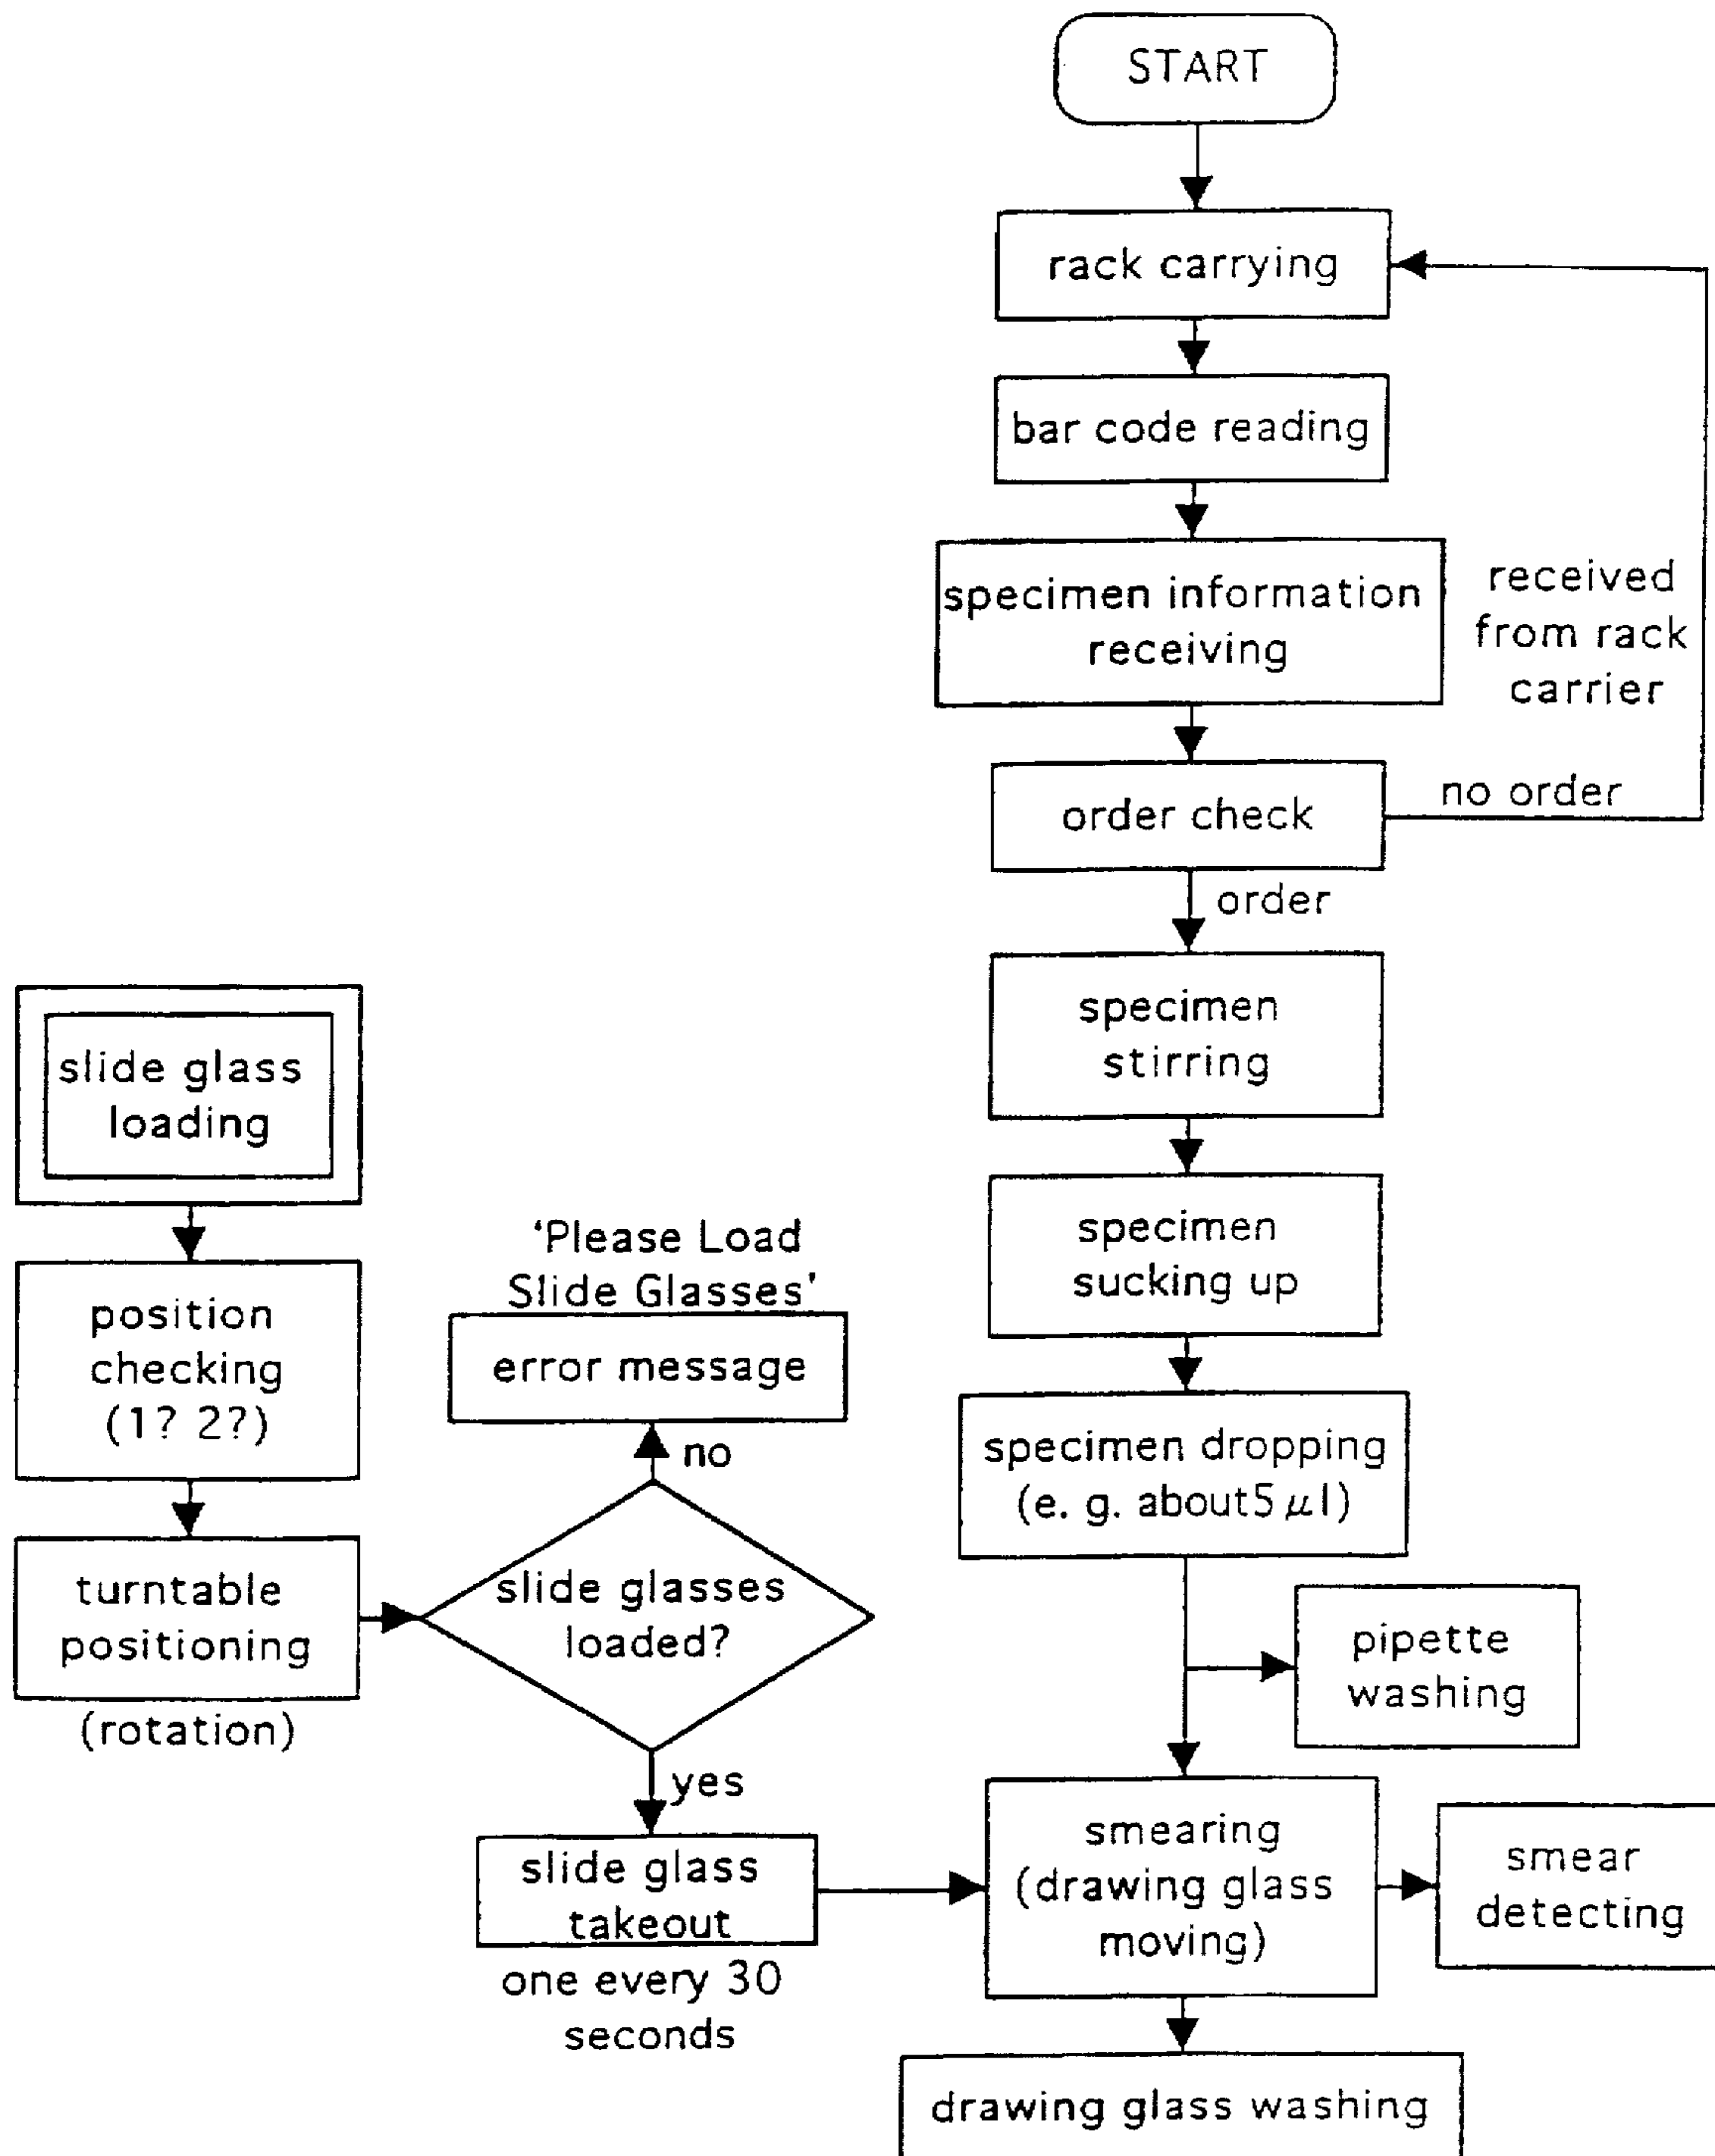 START
rack carrying
bar code reading
specimen information
receiving
received
from rack
carrier
order check
no order
order
specimen
stirring
slide glass
loading
specimen
sucking up
'Please Load
Slide Glasses'
error message
position
checking
(1? 2?)
no
specimen dropping
(e. g. about5 μl)
turntable
positioning
(rotation)
slide glasses
loaded?
pipette
washing
yes
slide glass
takeout
one every 30
seconds
smearing
(drawing glass
moving)
smear
detecting
drawing glass washing